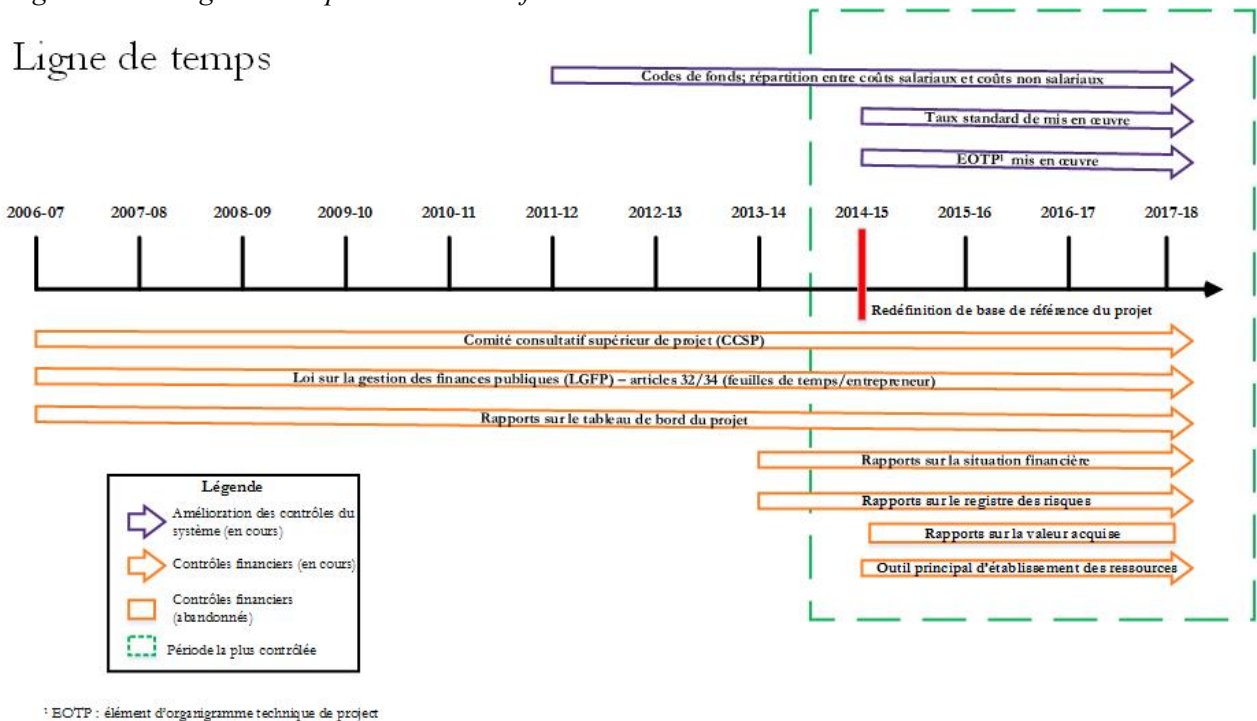 Ligne de temps
Codes de fonds; répartition entre coûts salariaux et coûts non salariaux
Taux standard de mis en œuvre
EOTP¹ mis en œuvre
2006-07 2007-08 2008-09 2009-10 2010-11 2011-12 2012-13 2013-14 2014-15 2015-16 2016-17 2017-18
Redéfinition de base de référence du projet
Comité consultatif supérieur de projet (CCSP)
Loi sur la gestion des finances publiques (LGFP) – articles 32/34 (feuilles de temps/entrepreneur)
Rapports sur le tableau de bord du projet
Rapports sur la situation financière
Rapports sur le registre des risques
Rapports sur la valeur acquise
Outil principal d'établissement des ressources
Légende
Amélioration des contrôles du
système (en cours)
Contrôles financiers (en cours)
Contrôles financiers
(abandonnés)
Période la plus contrôlée
¹ EOTP : élément d'organigramme technique de project